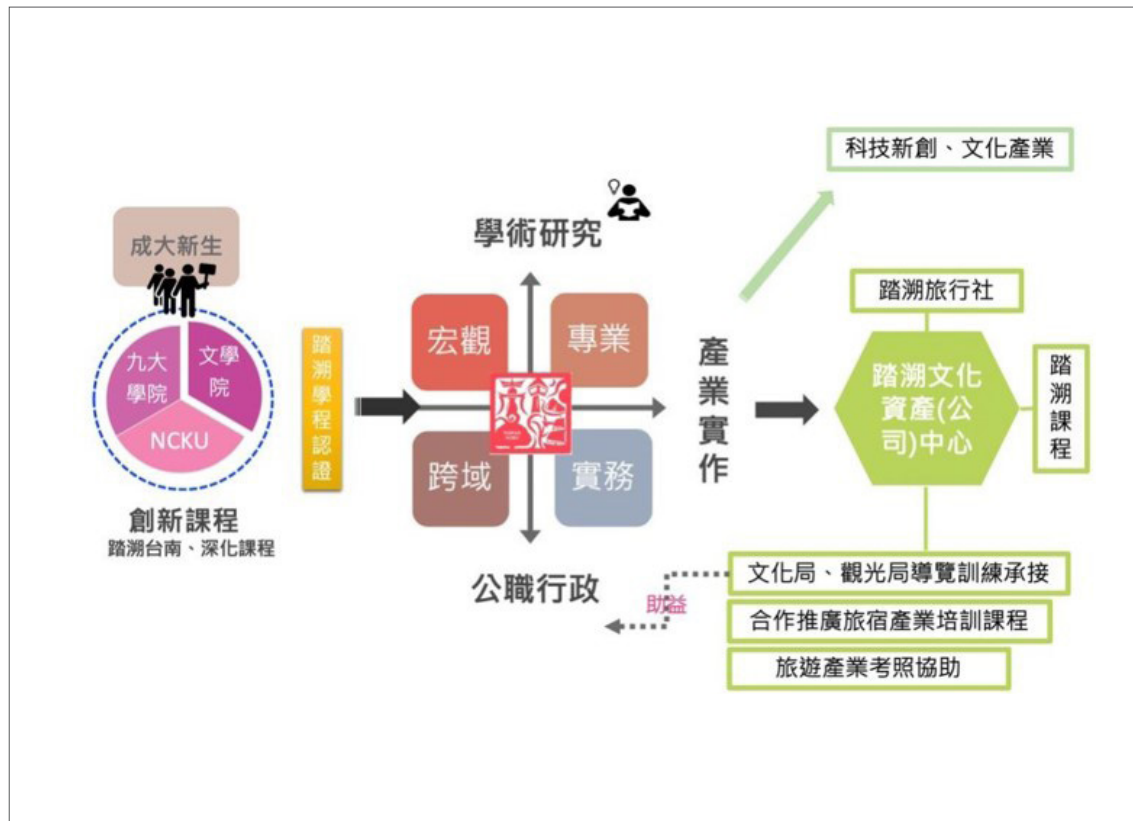 成大新生
九大
學院
文學
院
NCKU
創新課程
踏溯台南、深化課程
踏溯學程認證
學術研究
宏觀
專業
跨域
實務
公職行政
產業實作
科技新創、文化產業
踏溯旅行社
踏溯文化
資產(公
司)中心
踏溯課程
文化局、觀光局導覽訓練承接
助益
合作推廣旅宿產業培訓課程
旅遊產業考照協助